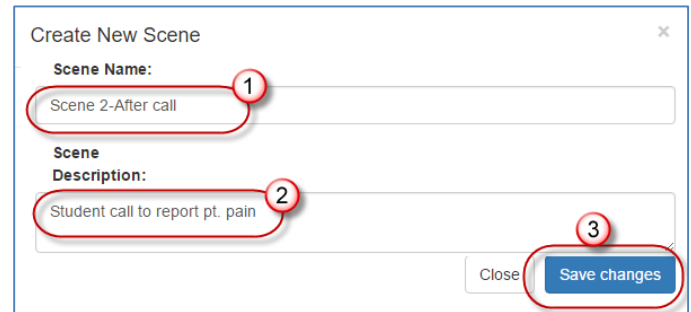 Create New Scene ×
Scene Name:
1
Scene 2-After call
Scene
Description:
2
Student call to report pt. pain
3
Close Save changes